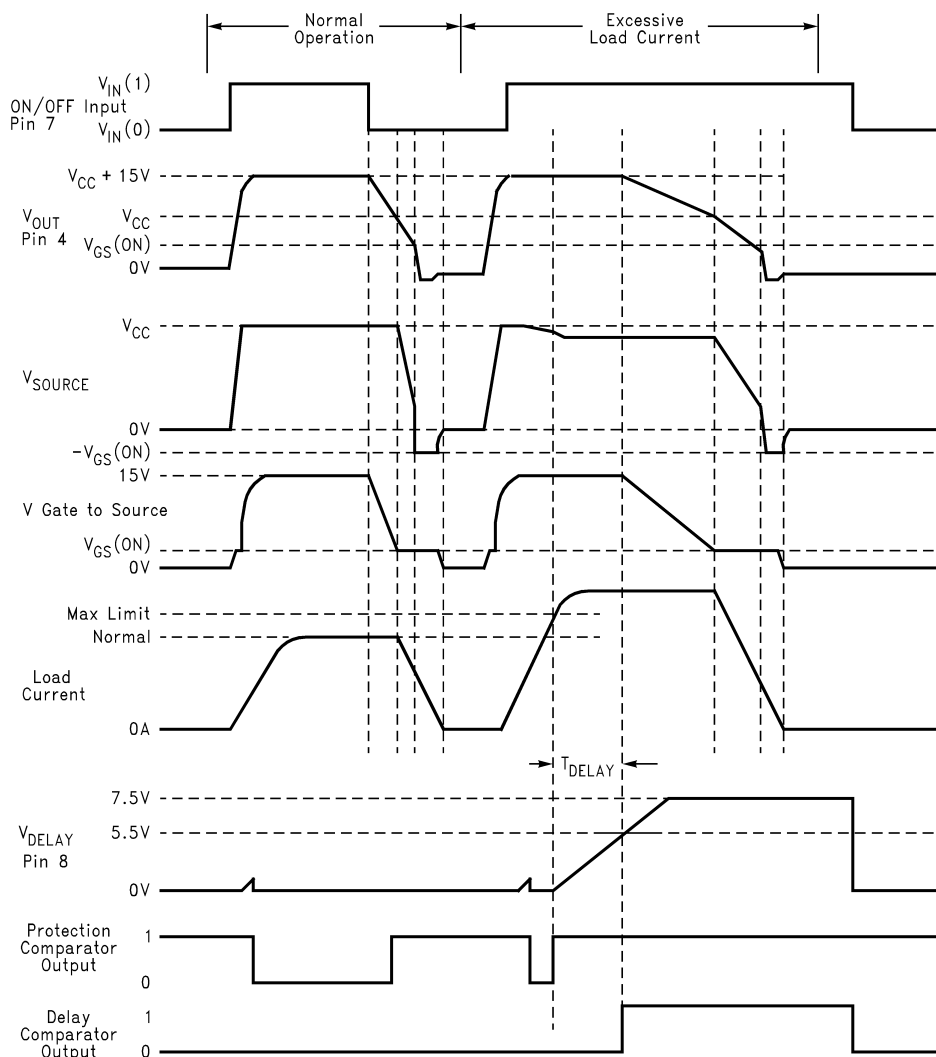 Normal
Operation
Excessive
Load Current
V_IN(1)
ON/OFF Input
Pin 7
V_IN(0)
V_CC + 15V
V_OUT
Pin 4
V_CC
V_GS(ON)
0V
V_CC
V_SOURCE
0V
-V_GS(ON)
15V
V Gate to Source
V_GS(ON)
0V
Max Limit
Normal
Load
Current
0A
T_DELAY
7.5V
V_DELAY
Pin 8
5.5V
0V
Protection
Comparator
Output
1
0
Delay
Comparator
Output
1
0